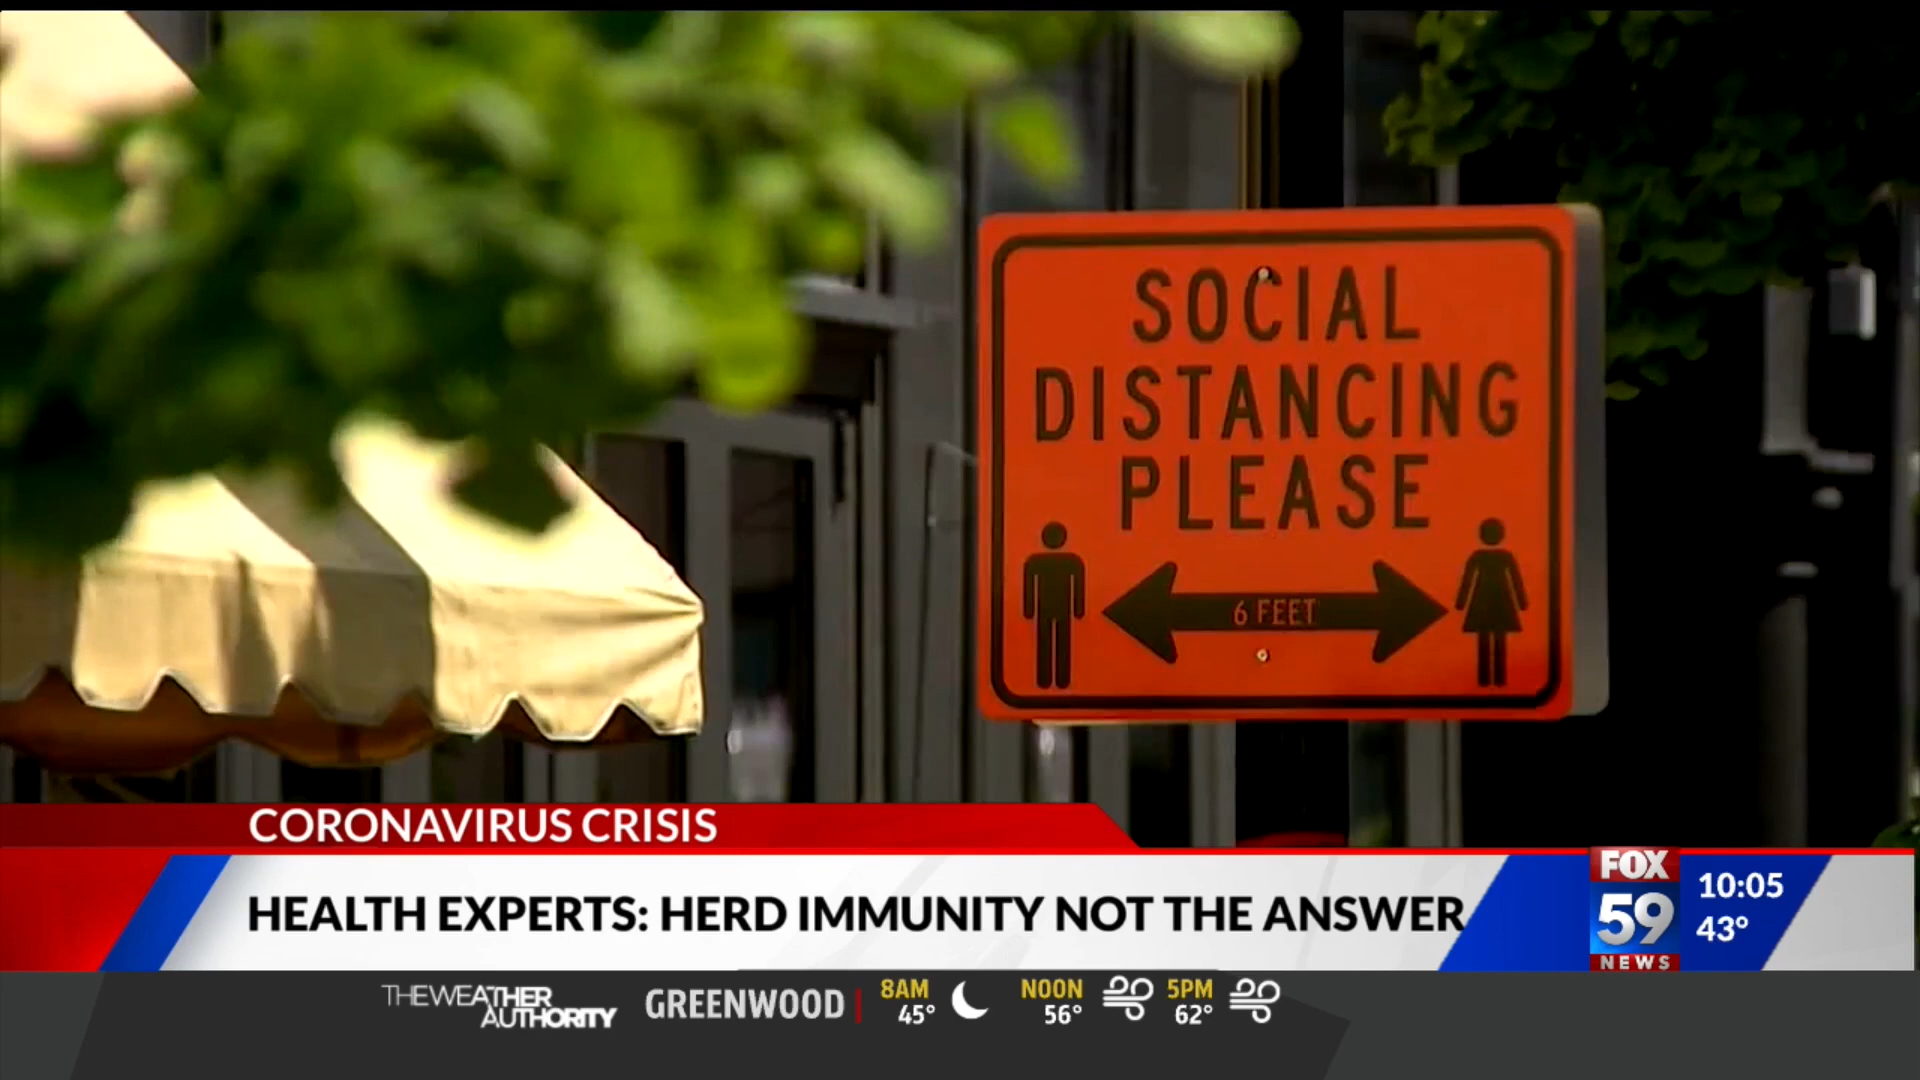 SOCIAL
DISTANCING
PLEASE
6 FEET
CORONAVIRUS CRISIS
HEALTH EXPERTS: HERD IMMUNITY NOT THE ANSWER
FOX
59
NEWS
10:05
43°
THE WEATHER
AUTHORITY
GREENWOOD
8AM
45°
NOON
56°
5PM
62°